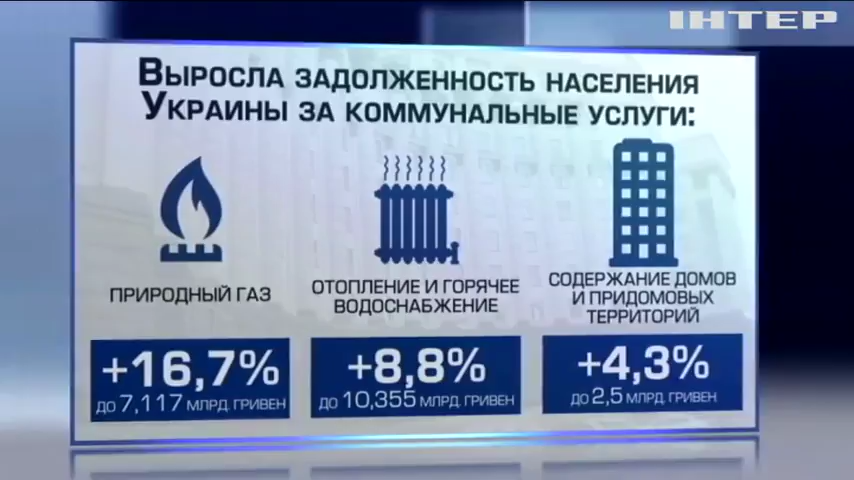 ІНТЕР
Выросла задолженность населения
Украины за коммунальные услуги:
ПРИРОДНЫЙ ГАЗ
ОТОПЛЕНИЕ И ГОРЯЧЕЕ
ВОДОСНАБЖЕНИЕ
СОДЕРЖАНИЕ ДОМОВ
И ПРИДОМОВЫХ
ТЕРРИТОРИЙ
+16,7%
ДО 7,117 МЛРД. ГРИВЕН
+8,8%
ДО 10,355 МЛРД. ГРИВЕН
+4,3%
ДО 2,5 МЛРД. ГРИВЕН